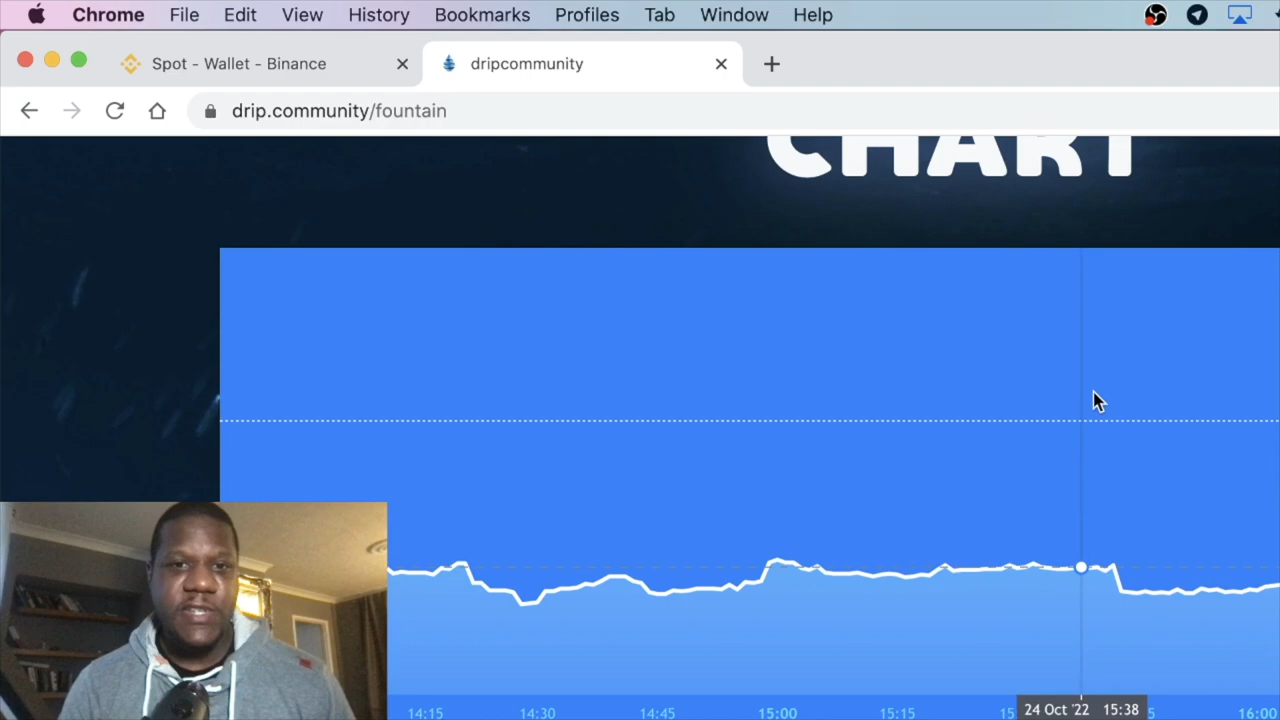 Chrome File Edit View History Bookmarks Profiles Tab Window Help
Spot - Wallet - Binance
dripcommunity
drip.community/fountain
CHART
14:15 14:30 14:45 15:00 15:15 24 Oct '22 15:38 16:00